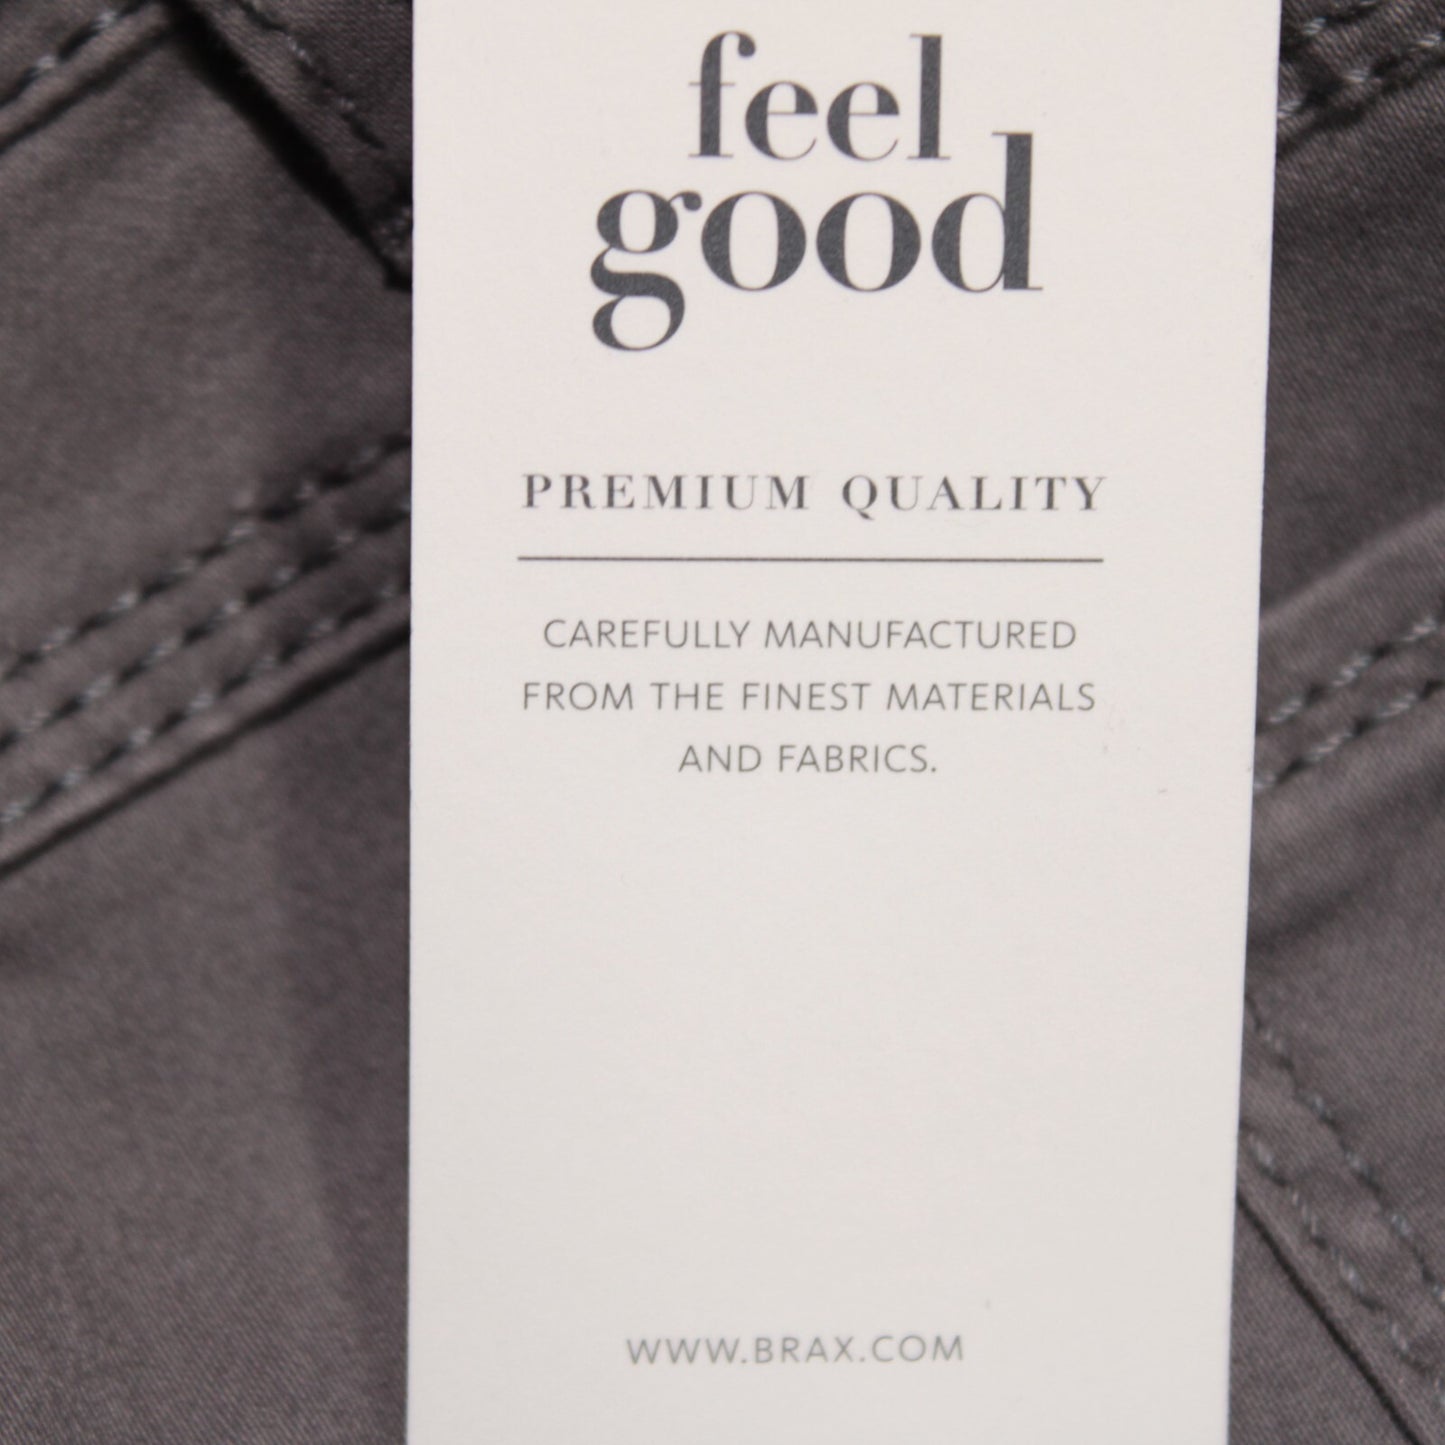 feel
good
PREMIUM QUALITY
CAREFULLY MANUFACTURED
FROM THE FINEST MATERIALS
AND FABRICS.
WWW.BRAX.COM